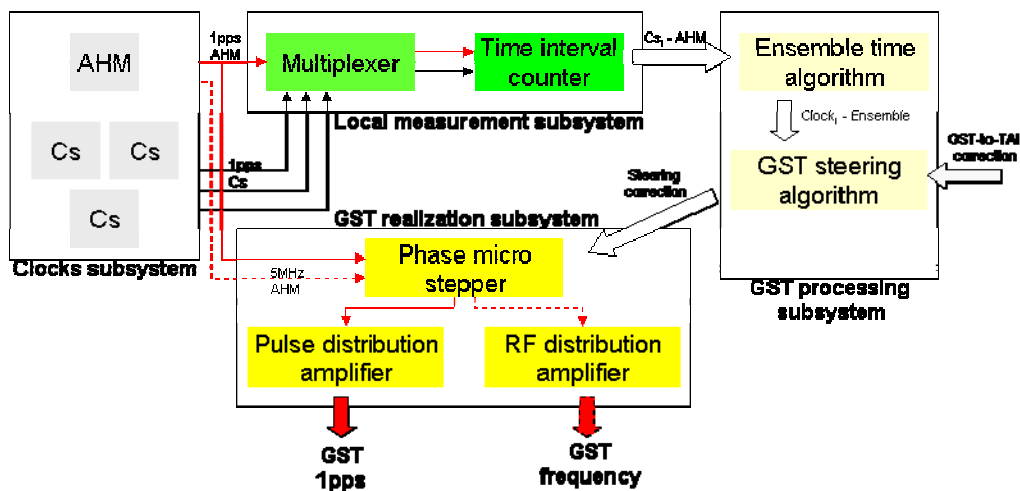 1pps
AHM
AHM
Cs
Cs
Cs
Clocks subsystem
1pps
Cs
Multiplexer
Time interval
counter
Local measurement subsystem
Csᵢ - AHM
Ensemble time
algorithm
Clockᵢ - Ensemble
GST steering
algorithm
GST-to-TAI
correction
GST processing
subsystem
Steering
correction
GST realization subsystem
5MHz
AHM
Phase micro
stepper
Pulse distribution
amplifier
RF distribution
amplifier
GST
1pps
GST
frequency